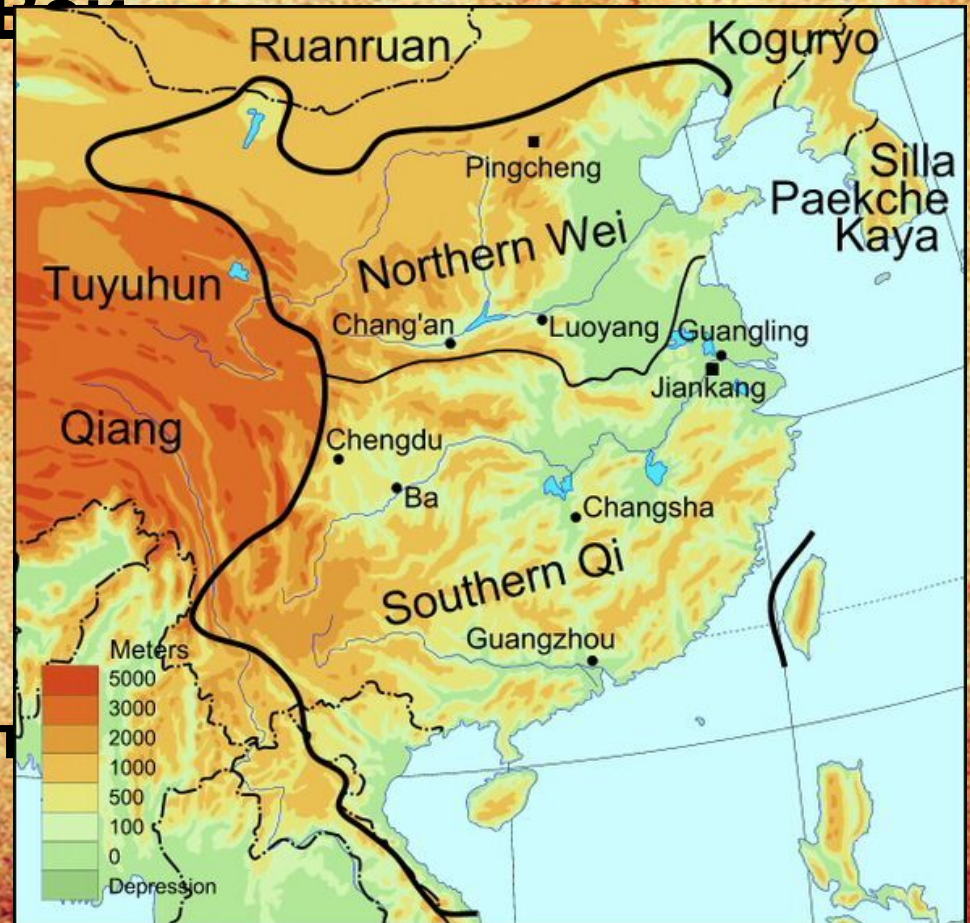 Ruanruan
Koguryo
Pingcheng
Silla
Paekche
Kaya
Northern Wei
Tuyuhun
Chang'an
Luoyang
Guangling
Jiankang
Qiang
Chengdu
Ba
Changsha
Southern Qi
Guangzhou
Meters
5000
3000
2000
1000
500
100
0
Depression